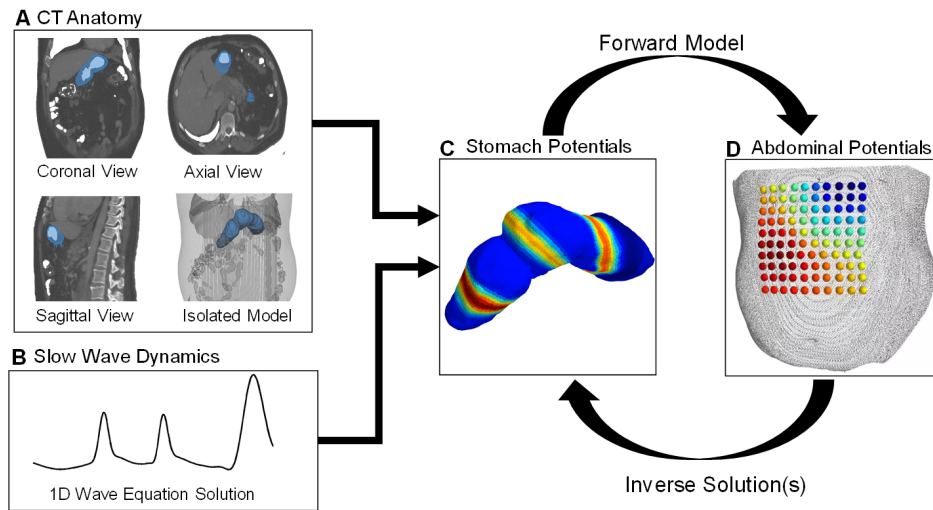 A CT Anatomy
Coronal View
Axial View
Sagittal View
Isolated Model
B Slow Wave Dynamics
1D Wave Equation Solution
Forward Model
C Stomach Potentials
D Abdominal Potentials
Inverse Solution(s)